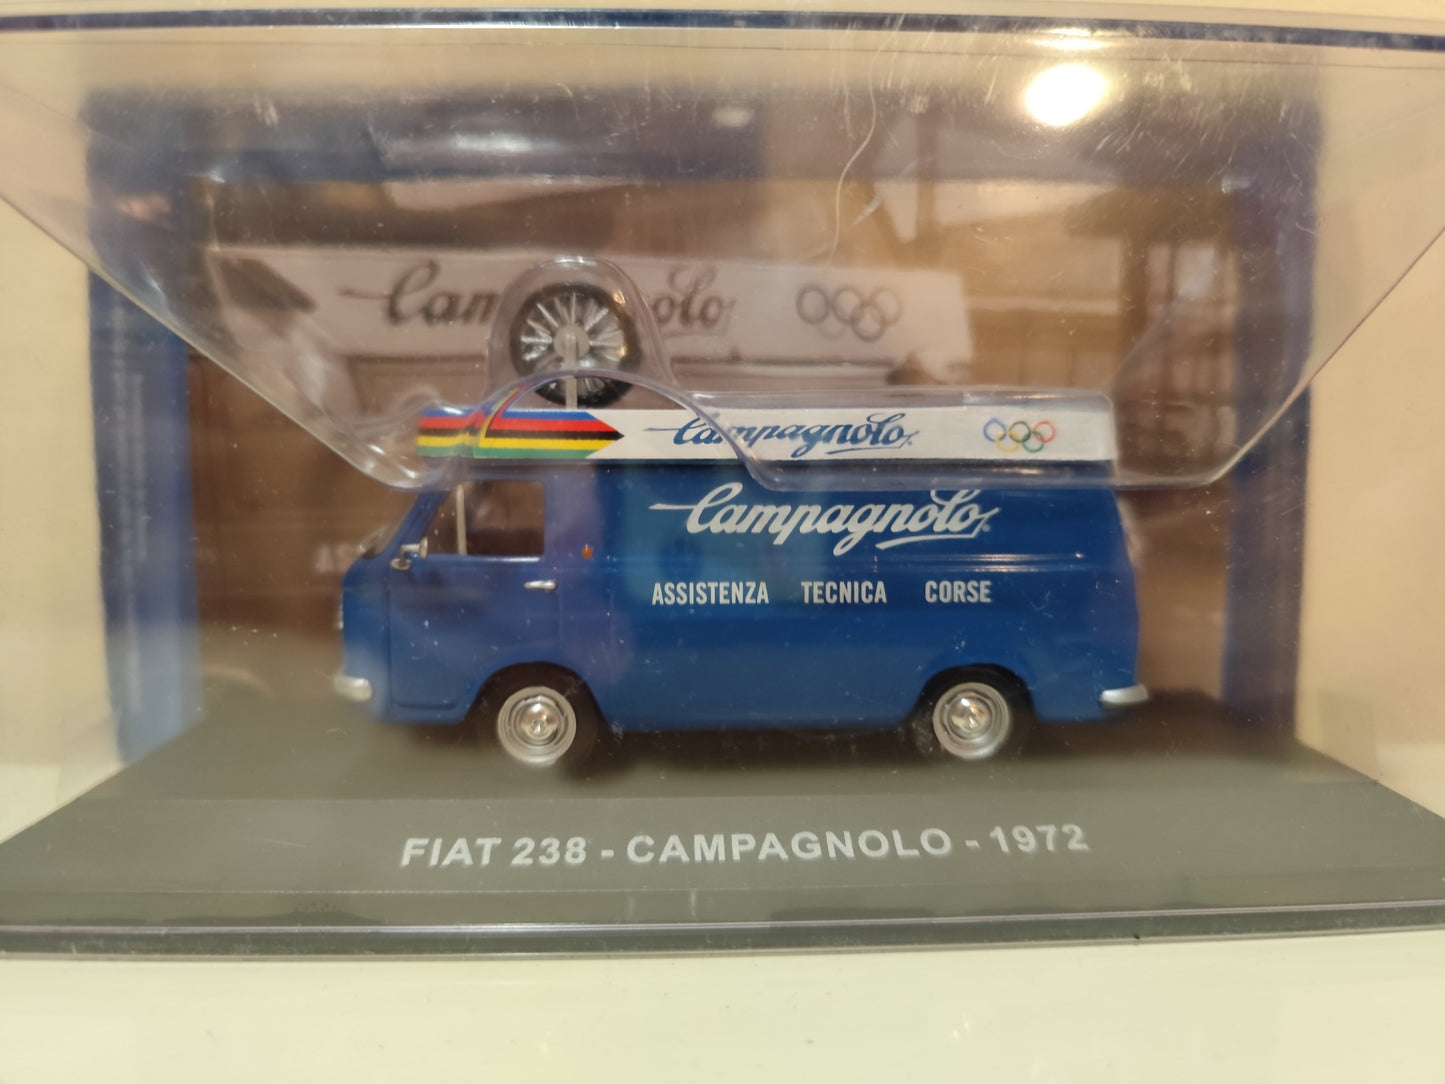 Campagnolo
Campagnolo
Campagnolo
ASSISTENZA TECNICA CORSE
FIAT 238 - CAMPAGNOLO - 1972